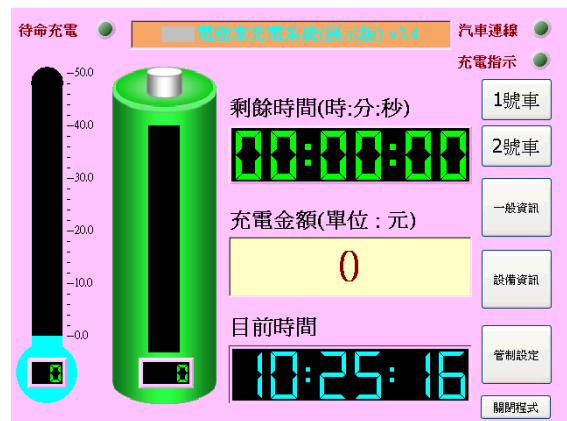 待命充電
電動車充電系統(展示版) v3.4
汽車連線
充電指示
50.0
40.0
30.0
20.0
10.0
0.0
0
0
剩餘時間(時:分:秒)
00:00:00
充電金額(單位：元)
0
目前時間
10:25:16
1號車
2號車
一般資訊
設備資訊
管制設定
關閉程式